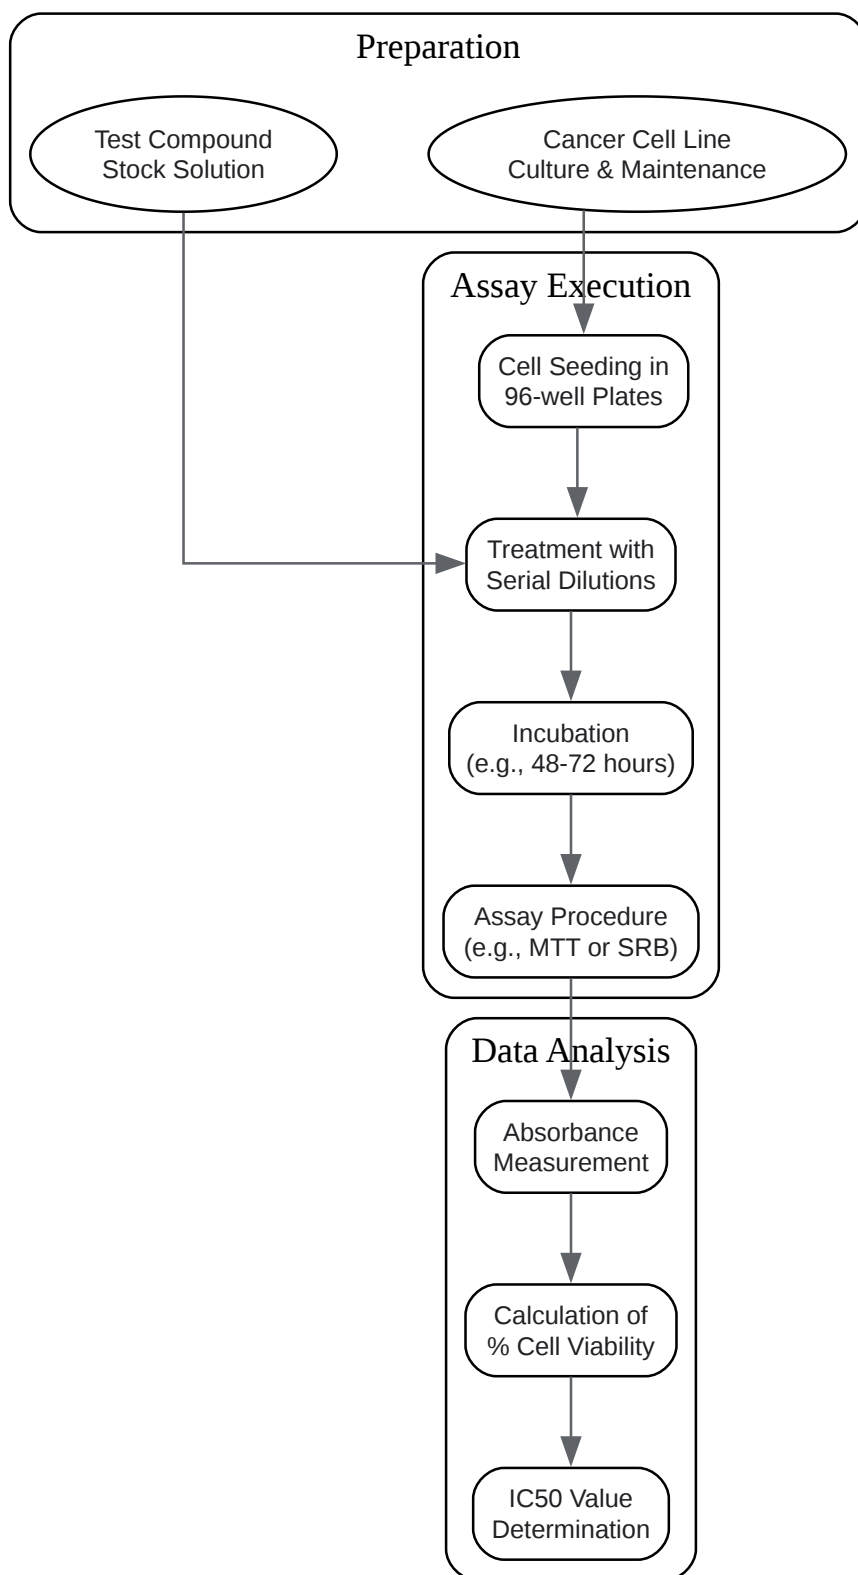 Preparation
Test Compound
Stock Solution
Cancer Cell Line
Culture & Maintenance
Assay Execution
Cell Seeding in
96-well Plates
Treatment with
Serial Dilutions
Incubation
(e.g., 48-72 hours)
Assay Procedure
(e.g., MTT or SRB)
Data Analysis
Absorbance
Measurement
Calculation of
% Cell Viability
IC50 Value
Determination